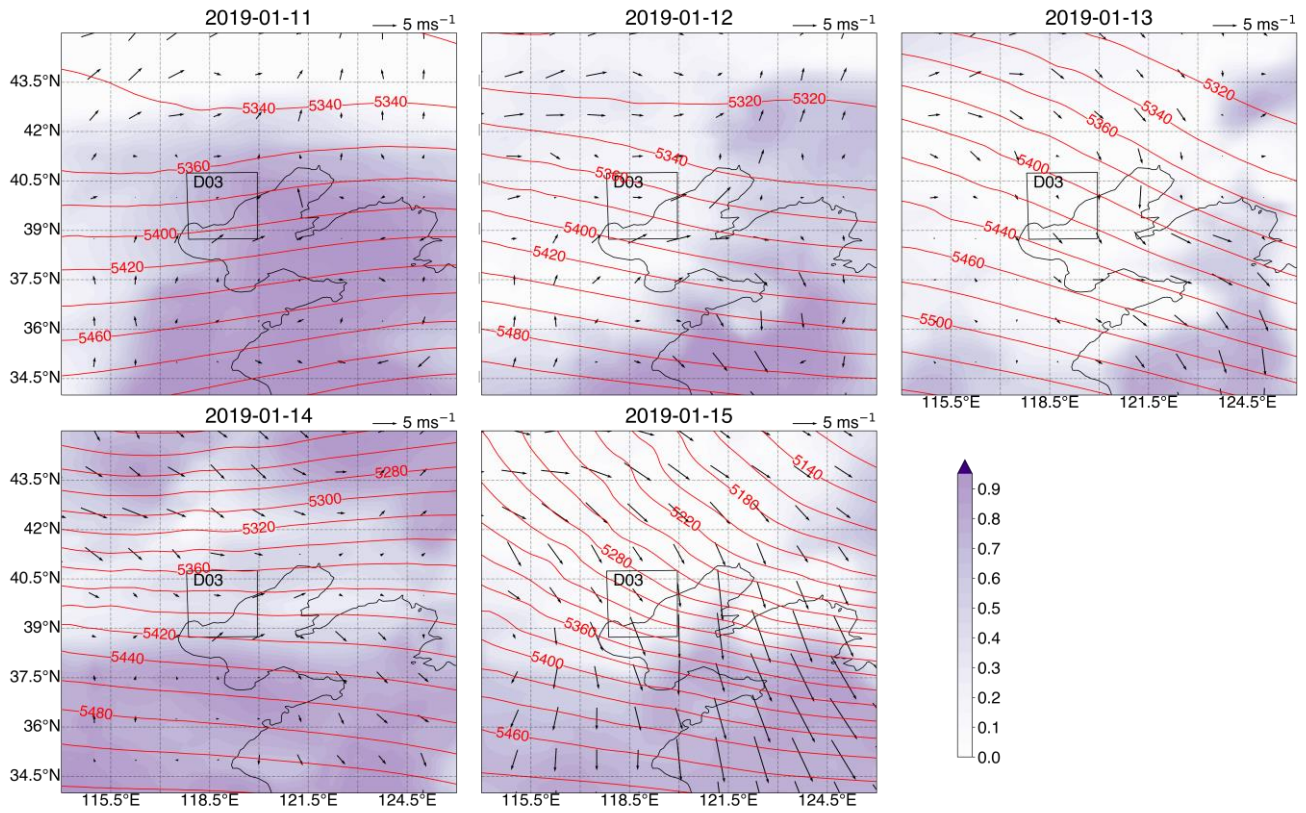 2019-01-11
5 ms⁻¹
2019-01-12
5 ms⁻¹
2019-01-13
5 ms⁻¹
43.5°N
42°N
40.5°N
39°N
37.5°N
36°N
34.5°N
5340
5340
5340
5360
D03
5400
5420
5460
5320
5320
5340
5360
D03
5400
5420
5480
5320
5340
5360
5400
D03
5440
5460
5500
115.5°E
118.5°E
121.5°E
124.5°E
2019-01-14
5 ms⁻¹
2019-01-15
5 ms⁻¹
43.5°N
42°N
40.5°N
39°N
37.5°N
36°N
34.5°N
5280
5300
5320
5360
D03
5420
5440
5480
5140
5180
5220
5280
D03
5360
5400
5460
115.5°E
118.5°E
121.5°E
124.5°E
115.5°E
118.5°E
121.5°E
124.5°E
0.9
0.8
0.7
0.6
0.5
0.4
0.3
0.2
0.1
0.0